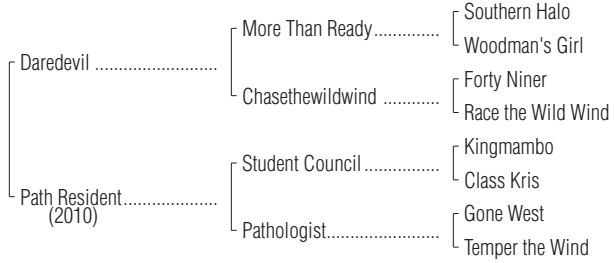 Southern Halo
More Than Ready..............
Woodman's Girl
Daredevil ..........................
Forty Niner
Chasethewildwind ............
Race the Wild Wind
Kingmambo
Student Council................
Class Kris
Path Resident....................
(2010)
Gone West
Pathologist........................
Temper the Wind